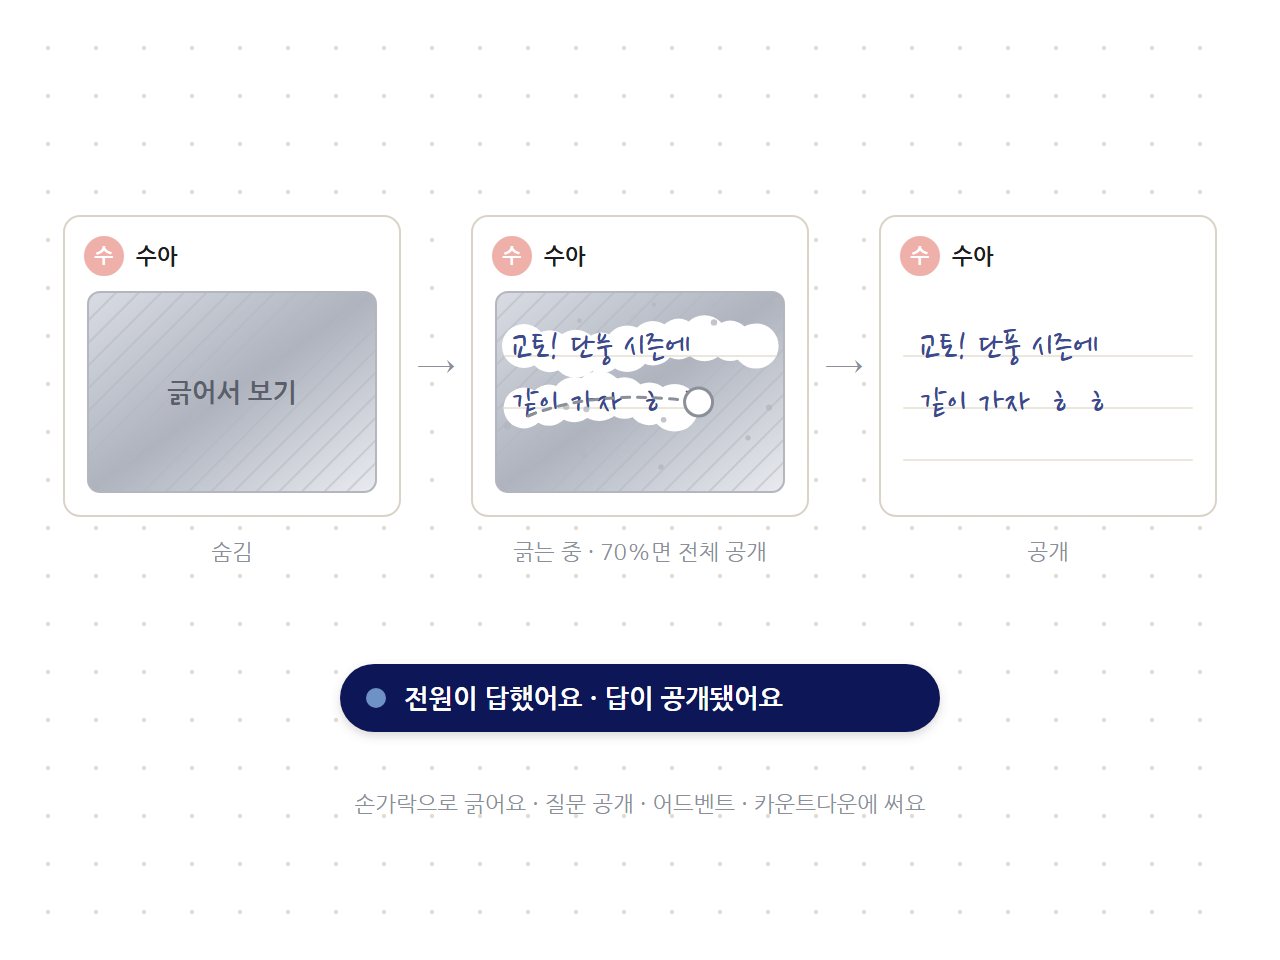 수 수아
긁어서 보기
숨김
수 수아
교토! 단풍 시즌에
같이 가자 ㅎ
긁는 중 · 70%면 전체 공개
수 수아
교토! 단풍 시즌에
같이 가자 ㅎ ㅎ
공개
전원이 답했어요 · 답이 공개됐어요
손가락으로 긁어요 · 질문 공개 · 어드벤트 · 카운트다운에 써요